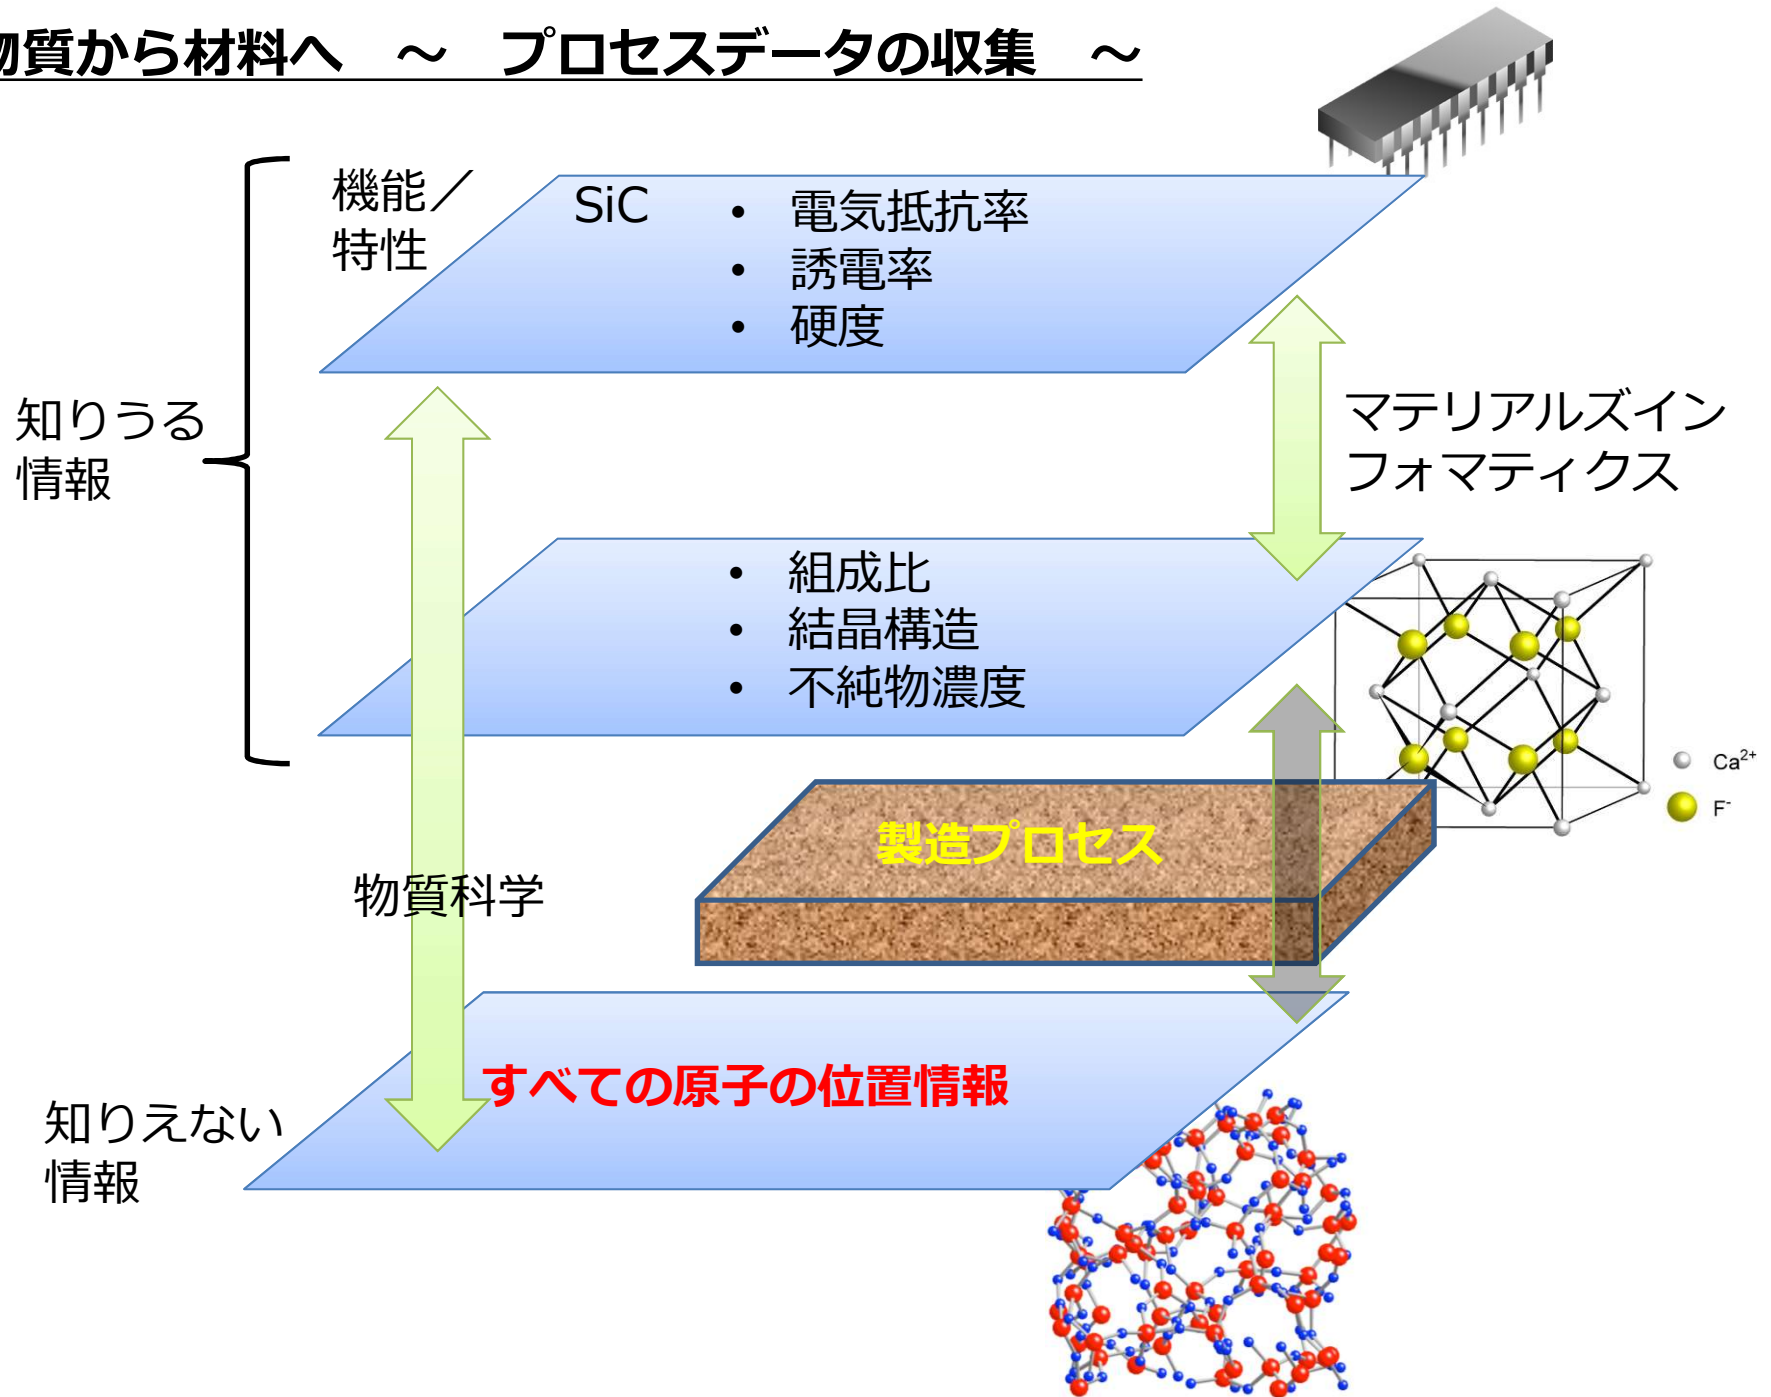 物質から材料へ ～ プロセスデータの収集 ～
機能／
特性
SiC
• 電気抵抗率
• 誘電率
• 硬度
知りうる
情報
マテリアルズイン
フォマティクス
• 組成比
• 結晶構造
• 不純物濃度
Ca2+
F-
製造プロセス
物質科学
すべての原子の位置情報
知りえない
情報